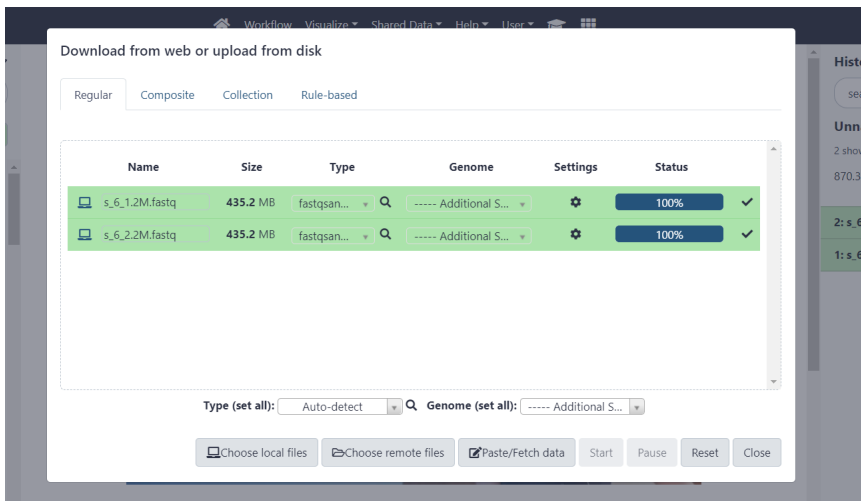 Workflow Visualize Shared Data Help User
Download from web or upload from disk
Regular Composite Collection Rule-based
Name Size Type Genome Settings Status
s_6_1.2M.fastq 435.2 MB fastqsan... ----- Additional S... 100%
s_6_2.2M.fastq 435.2 MB fastqsan... ----- Additional S... 100%
Type (set all): Auto-detect Genome (set all): ----- Additional S...
Choose local files Choose remote files Paste/Fetch data Start Pause Reset Close
Hist
sea
Unn
2 shov
870.3
2: s_6
1: s_6